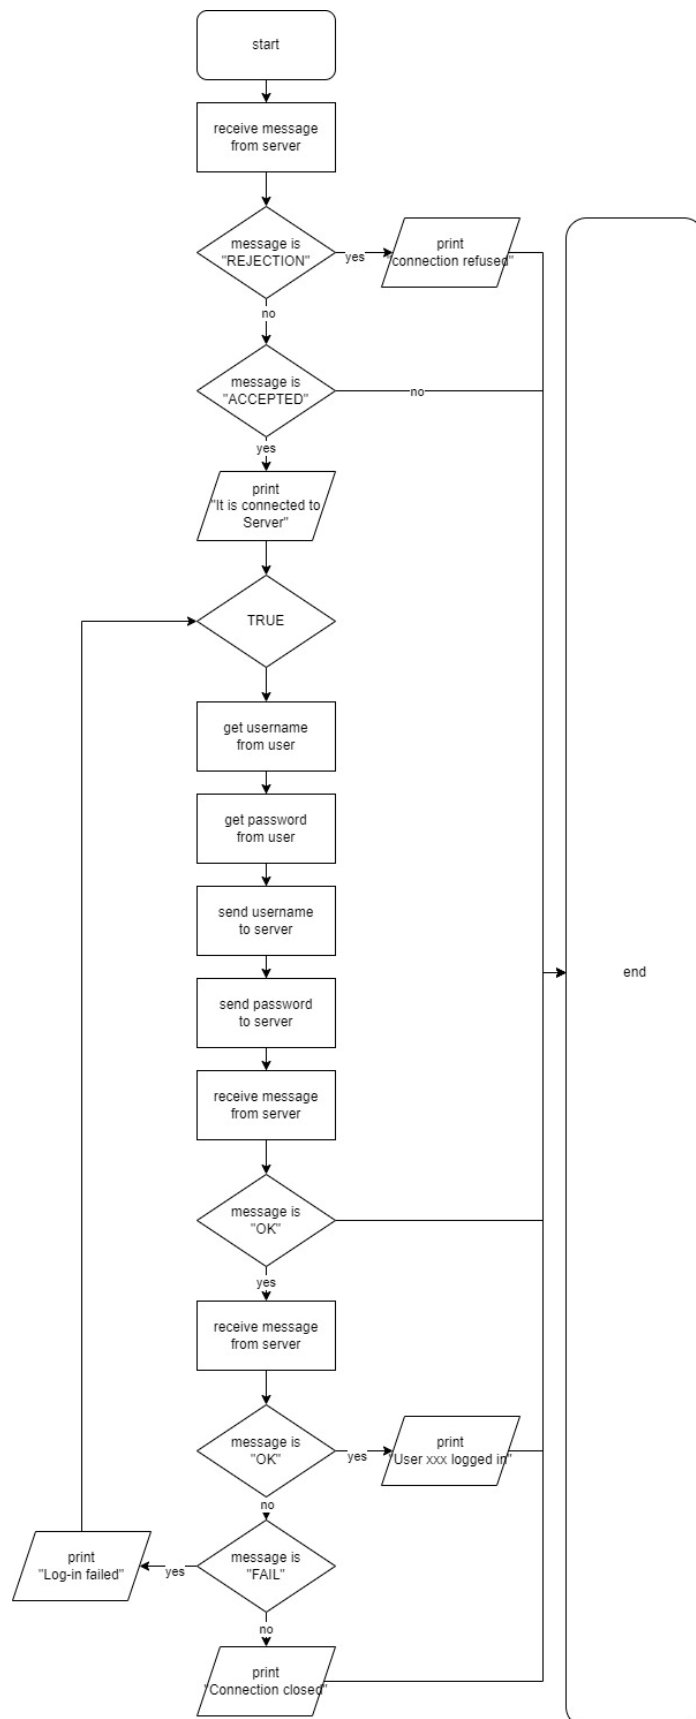 start
receive message
from server
message is
"REJECTION"
yes
print
"connection refused"
no
message is
"ACCEPTED"
no
yes
print
"It is connected to
Server"
TRUE
get username
from user
get password
from user
send username
to server
end
send password
to server
receive message
from server
message is
"OK"
yes
receive message
from server
message is
"OK"
yes
print
"User xxx logged in"
no
message is
"FAIL"
yes
print
"Log-in failed"
no
print
"Connection closed"